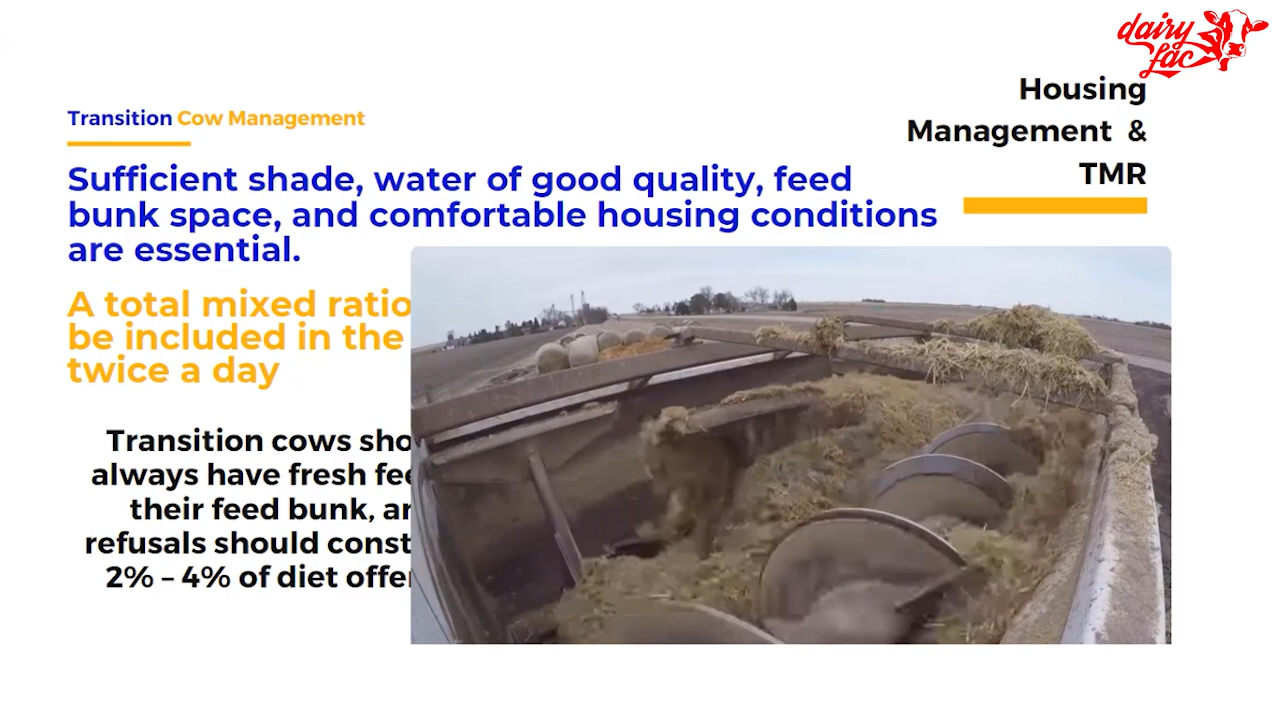 dairy
lac
Housing
Management &
TMR
Transition Cow Management
Sufficient shade, water of good quality, feed
bunk space, and comfortable housing conditions
are essential.
A total mixed ratio
be included in the
twice a day
Transition cows sho
always have fresh fee
their feed bunk, ar
refusals should const
2% – 4% of diet offer